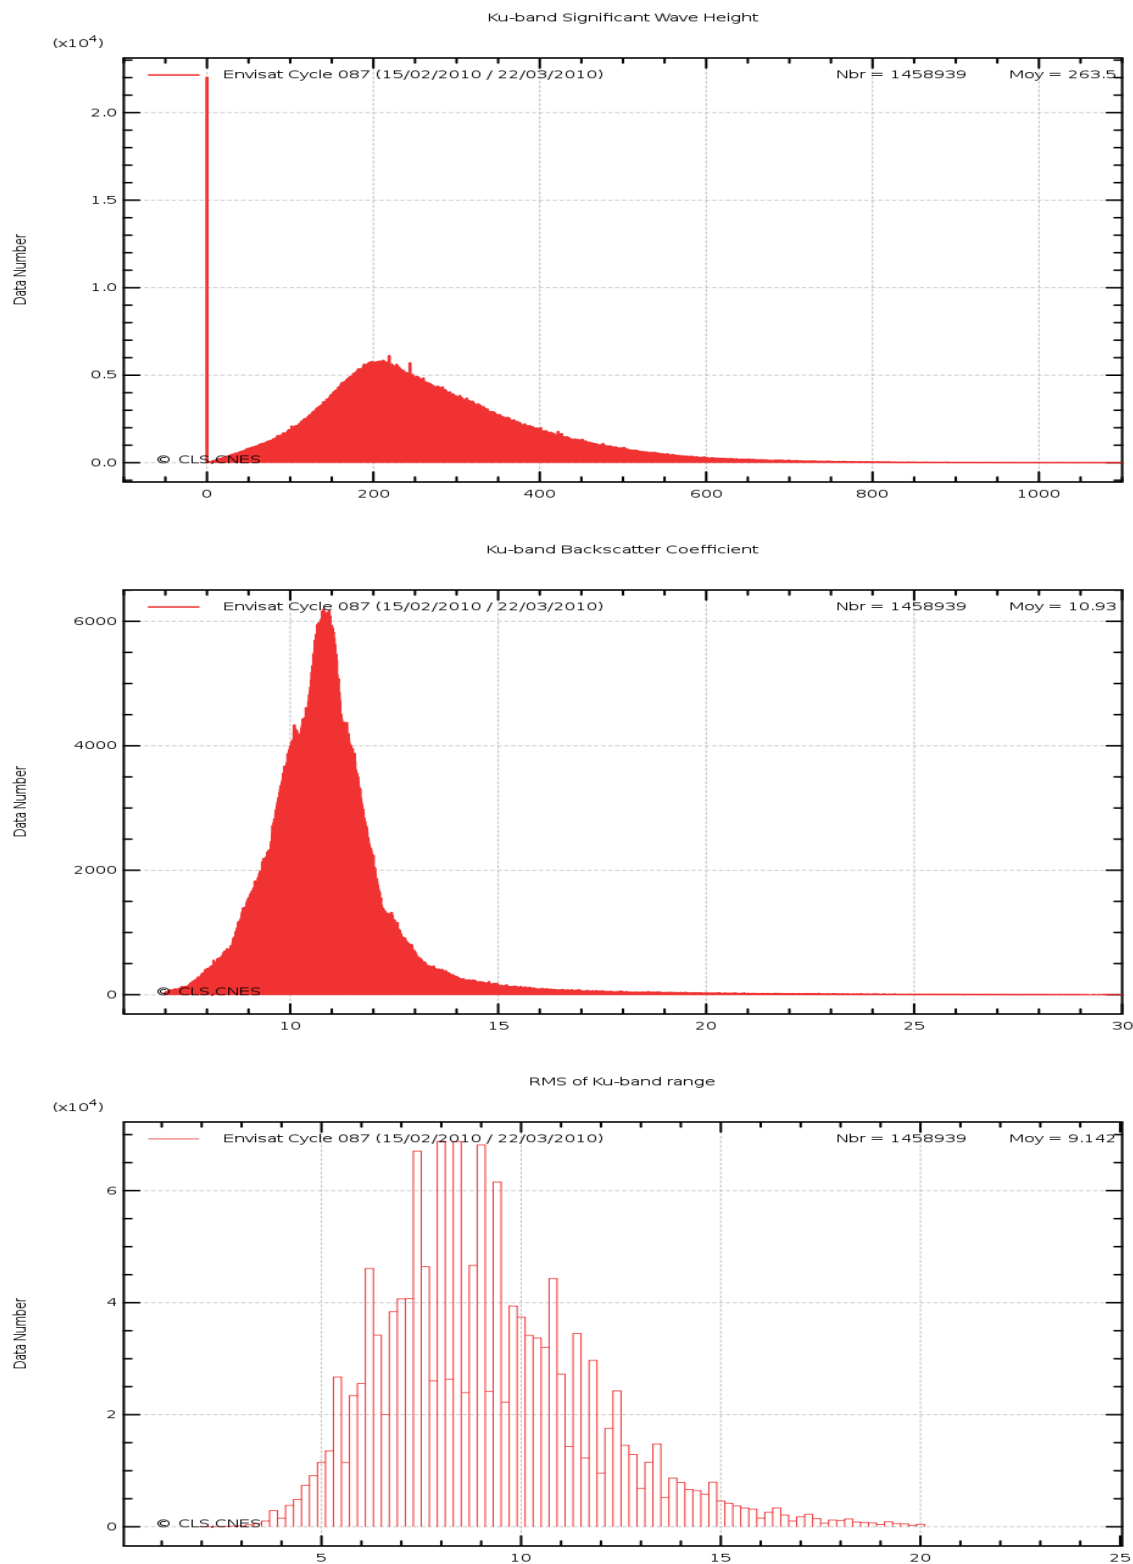 Ku-band Significant Wave Height
(x10⁴)
Envisat Cycle 087 (15/02/2010 / 22/03/2010) Nbr = 1458939 Moy = 263.5
2.0
1.5
1.0
0.5
0.0
Data Number
© CLS,CNES
0 200 400 600 800 1000
Ku-band Backscatter Coefficient
Envisat Cycle 087 (15/02/2010 / 22/03/2010) Nbr = 1458939 Moy = 10.93
6000
4000
2000
0
Data Number
© CLS,CNES
10 15 20 25 30
RMS of Ku-band range
(x10⁴)
Envisat Cycle 087 (15/02/2010 / 22/03/2010) Nbr = 1458939 Moy = 9.142
6
4
2
0
Data Number
© CLS,CNES
5 10 15 20 25